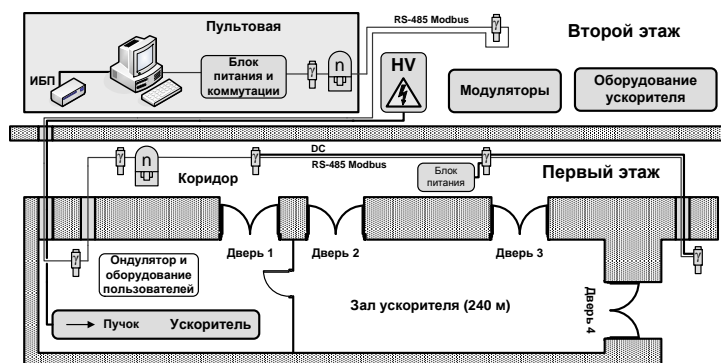 Пультовая
RS-485 Modbus
Второй этаж
ИБП
Блок
питания и
коммутации
γ
n
γ
HV
Модуляторы
Оборудование
ускорителя
γ
γ
n
Коридор
γ
DC
RS-485 Modbus
Блок
питания
γ
Первый этаж
γ
Ондулятор и
оборудование
пользователей
Дверь 1
Дверь 2
Дверь 3
γ
Зал ускорителя (240 м)
Дверь 4
Пучок
Ускоритель